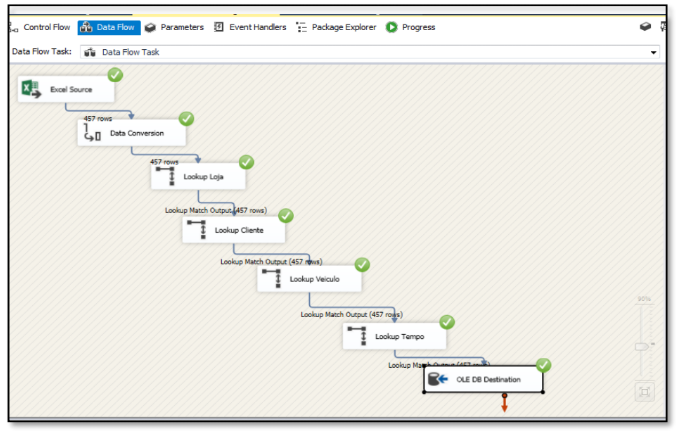 Control Flow Data Flow Parameters Event Handlers Package Explorer Progress
Data Flow Task: Data Flow Task
Excel Source
457 rows
Data Conversion
457 rows
Lookup Loja
Lookup Match Output (457 rows)
Lookup Cliente
Lookup Match Output (457 rows)
Lookup Veiculo
Lookup Match Output (457 rows)
Lookup Tempo
Lookup Match Output (457 rows)
OLE DB Destination
93%